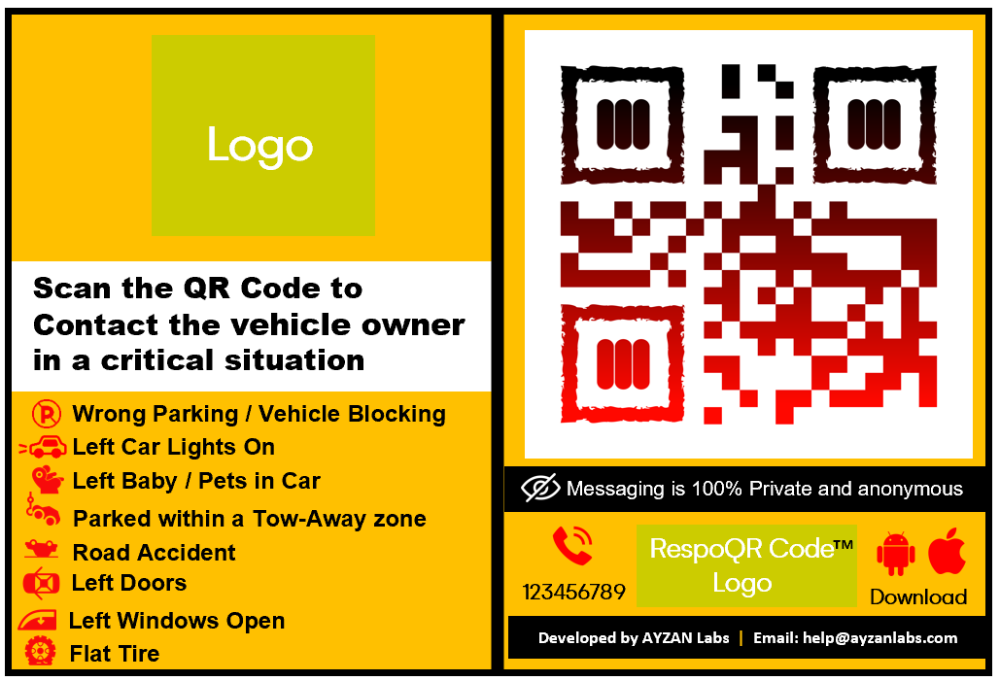 Logo
Scan the QR Code to
Contact the vehicle owner
in a critical situation
Wrong Parking / Vehicle Blocking
Left Car Lights On
Left Baby / Pets in Car
Parked within a Tow-Away zone
Road Accident
Left Doors
Left Windows Open
Flat Tire
Messaging is 100% Private and anonymous
123456789
RespoQR Code™
Logo
Download
Developed by AYZAN Labs | Email: help@ayzanlabs.com